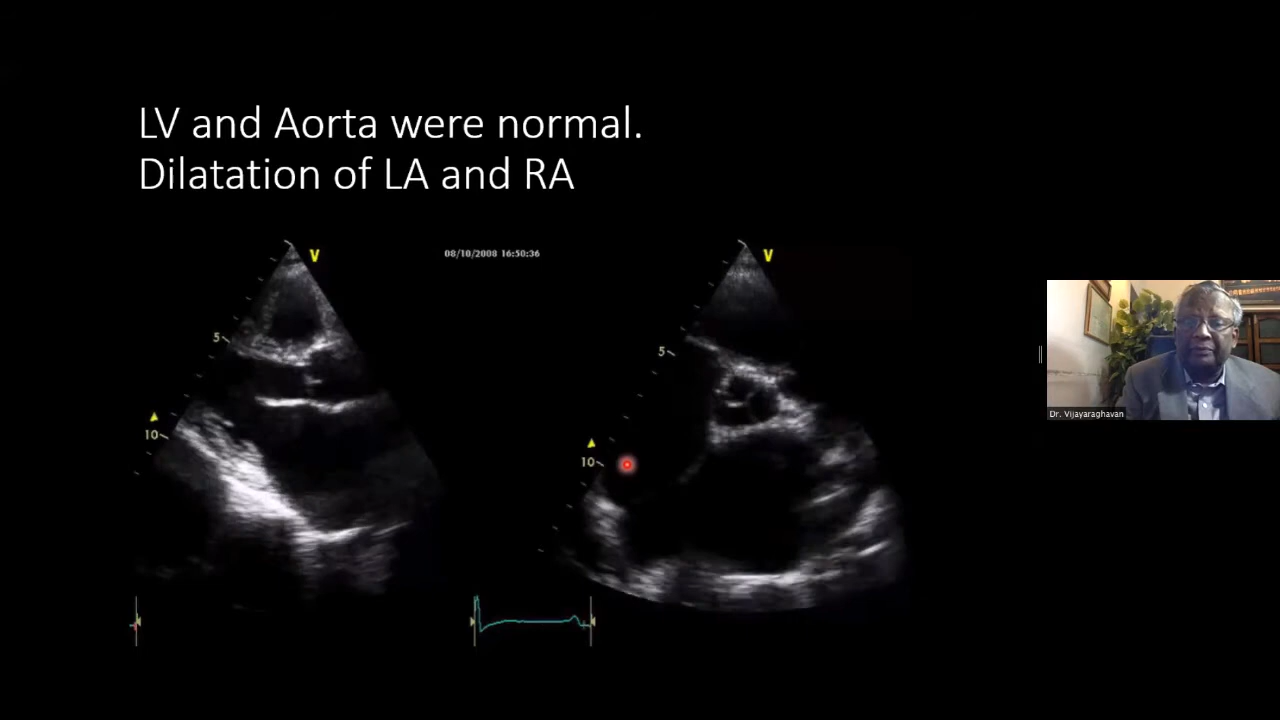 LV and Aorta were normal.
Dilatation of LA and RA
V
08/10/2008 16:50:36
V
5
5
10
10
Dr. Vijayaraghavan